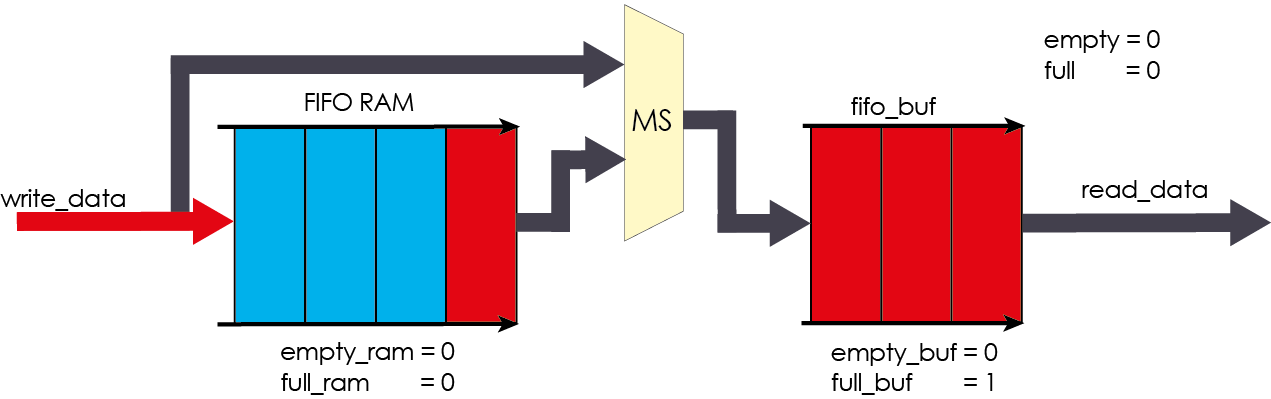 empty = 0
full = 0
FIFO RAM
fifo_buf
MS
write_data
read_data
empty_ram = 0
full_ram = 0
empty_buf = 0
full_buf = 1